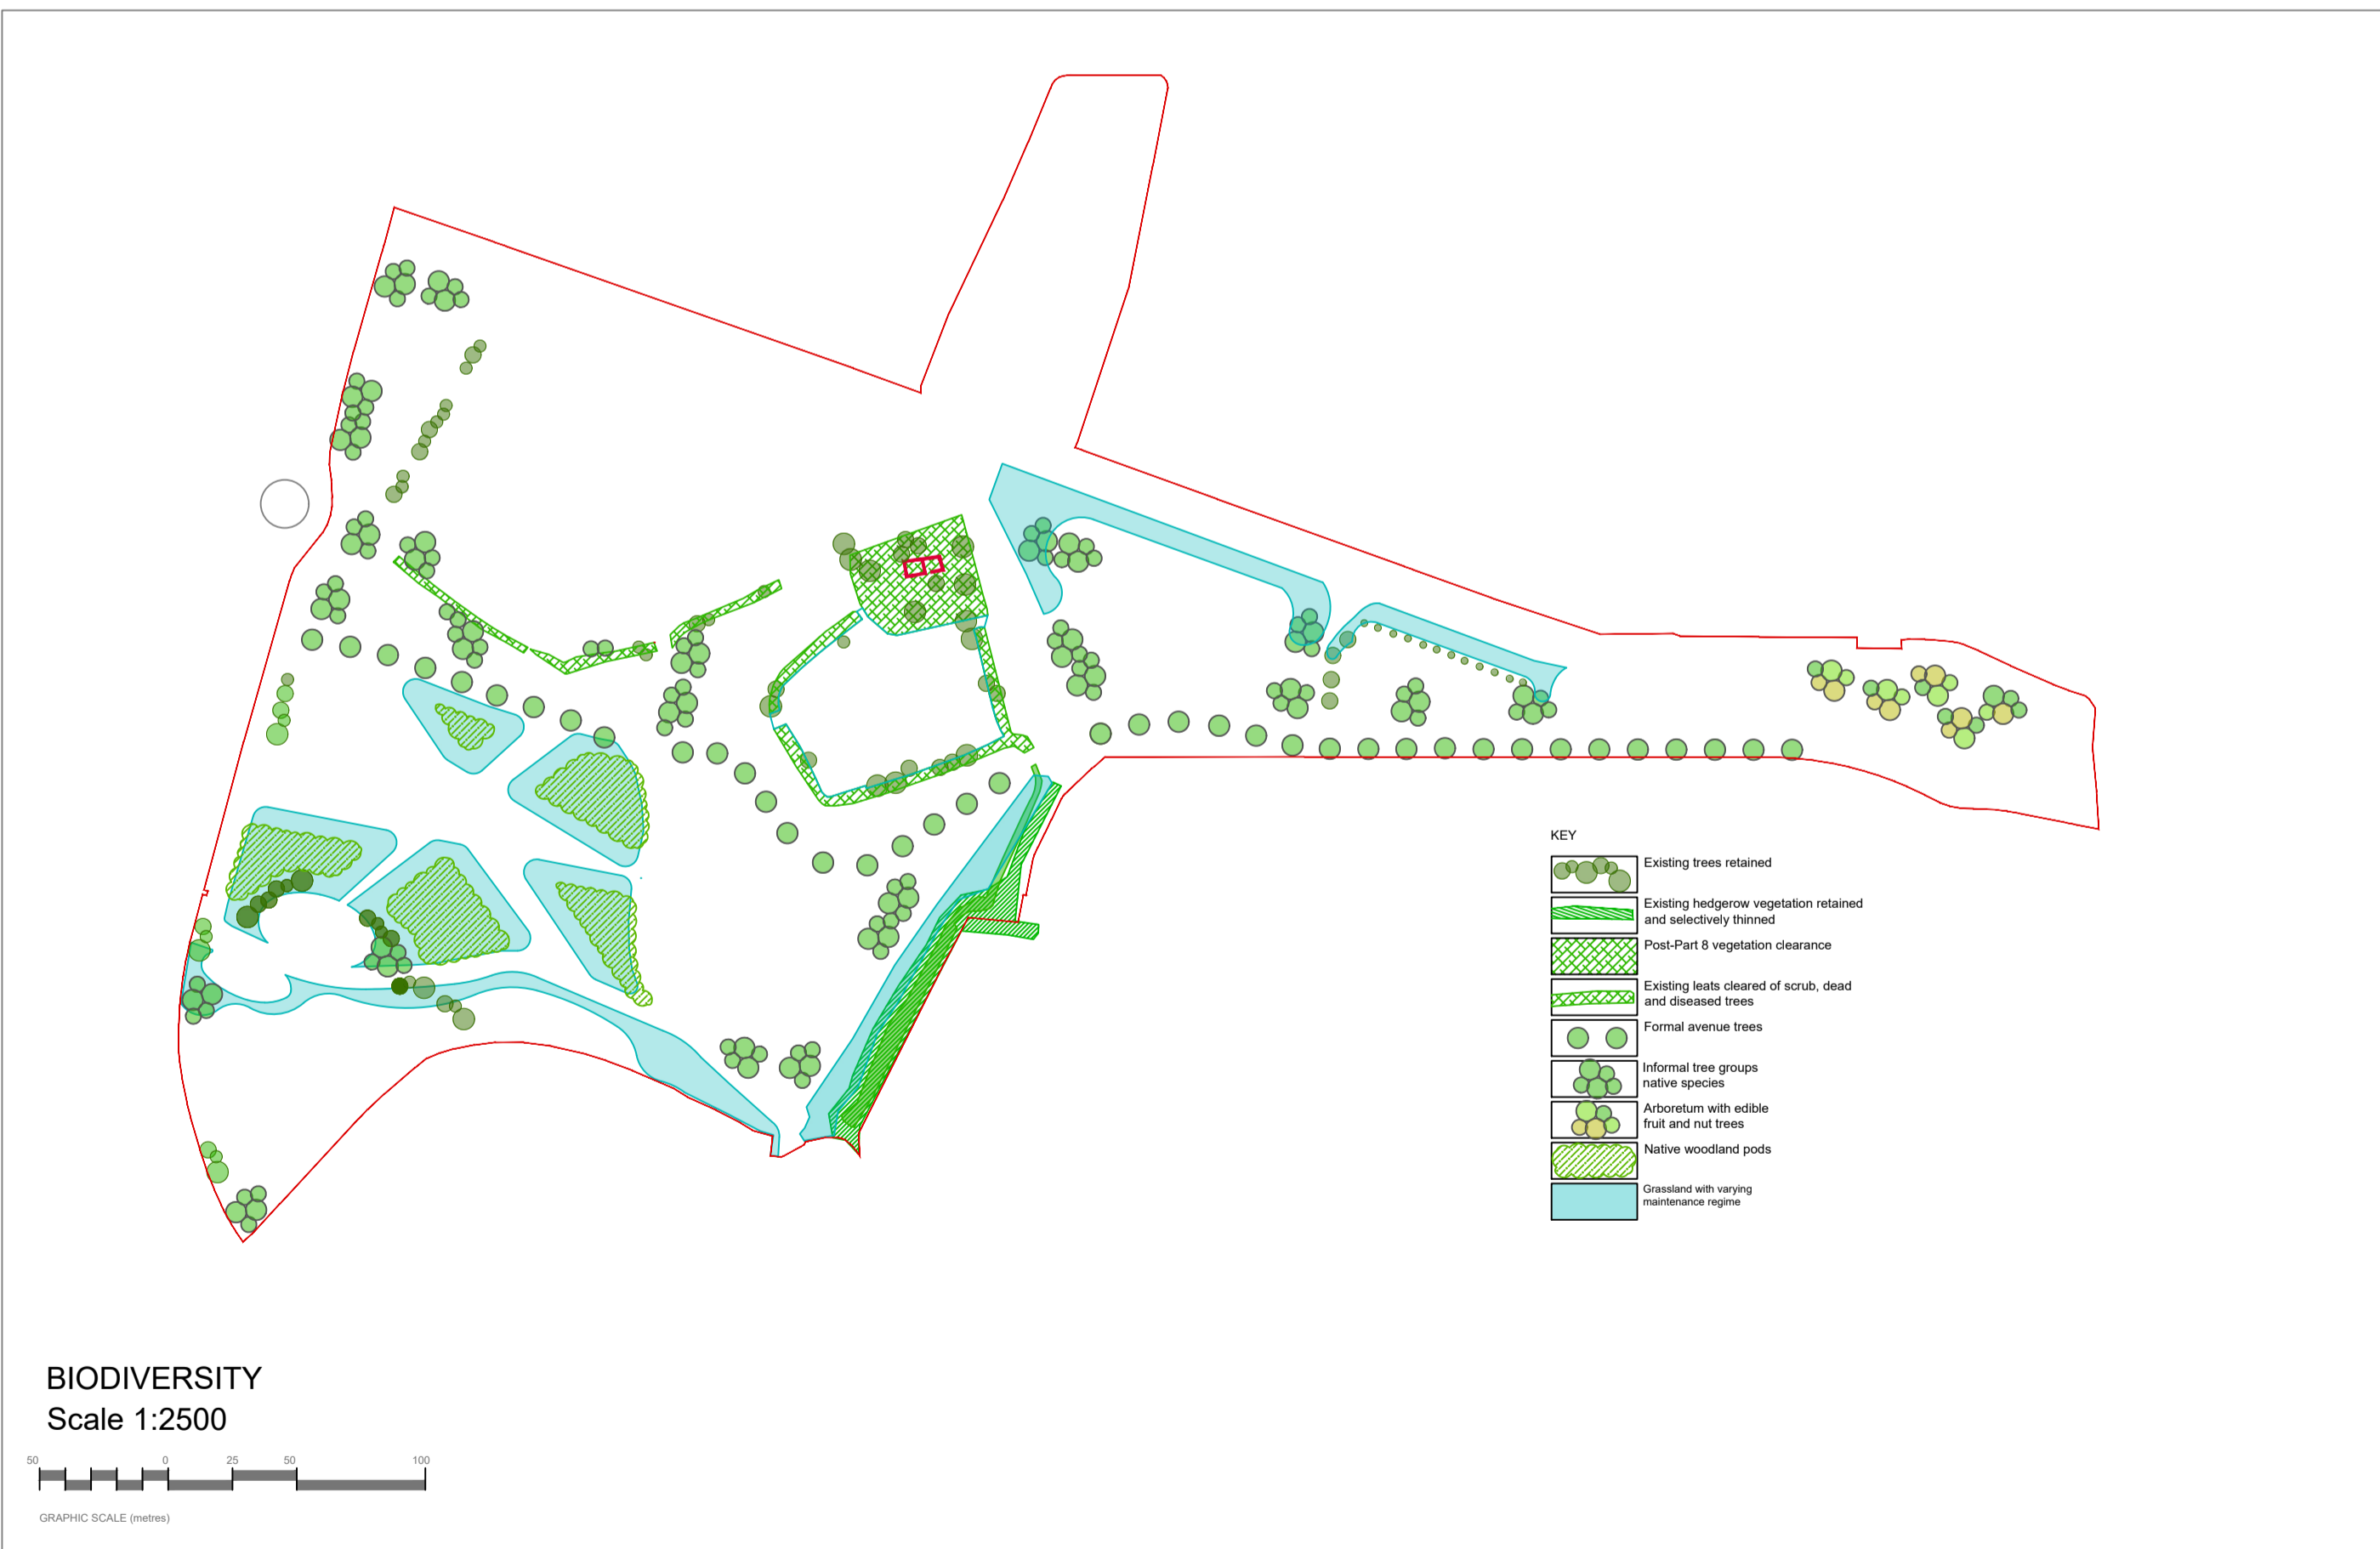 KEY
Existing trees retained
Existing hedgerow vegetation retained
and selectively thinned
Post-Part 8 vegetation clearance
Existing leats cleared of scrub, dead
and diseased trees
Formal avenue trees
Informal tree groups
native species
Arboretum with edible
fruit and nut trees
Native woodland pods
Grassland with varying
maintenance regime
BIODIVERSITY
Scale 1:2500
50 0 25 50 100
GRAPHIC SCALE (metres)